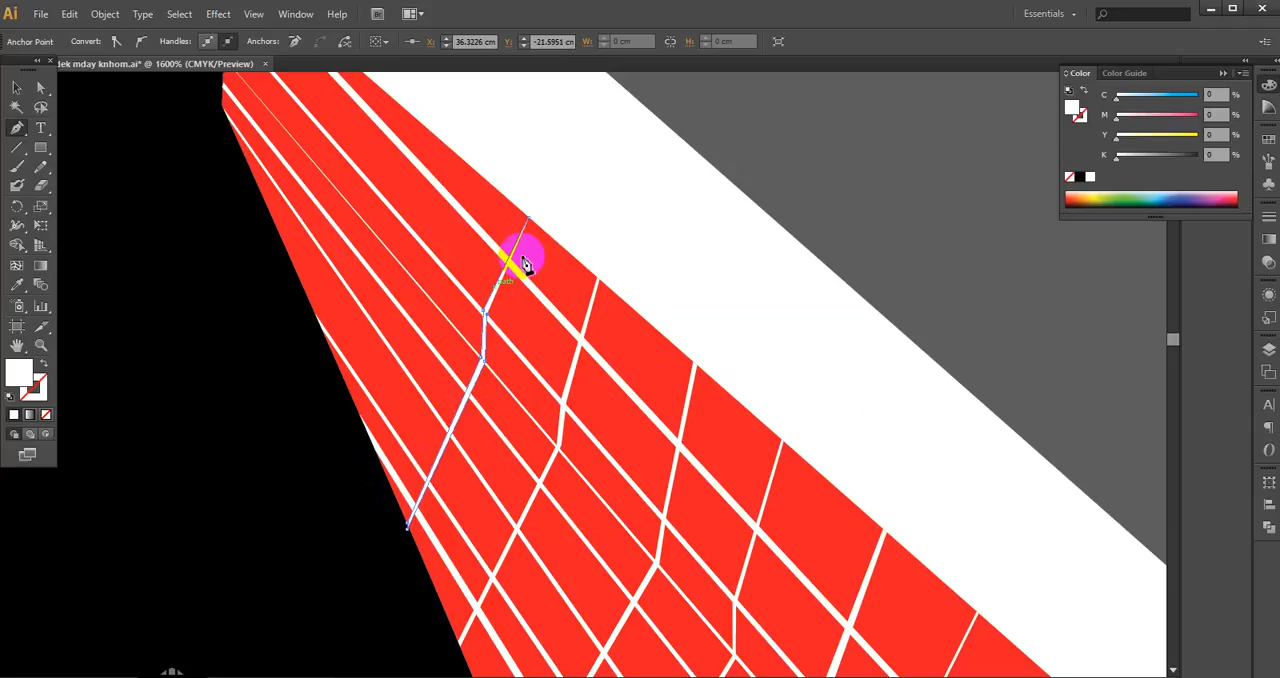 Ai File Edit Object Type Select Effect View Window Help Br Essentials
Anchor Point Convert: Handles: Anchors: X: 36.3226 cm Y: -21.5951 cm W: 0 cm H: 0 cm
dek mday knhom.ai* @ 1600% (CMYK/Preview) ×
Color Color Guide
C 0 %
M 0 %
Y 0 %
K 0 %
path